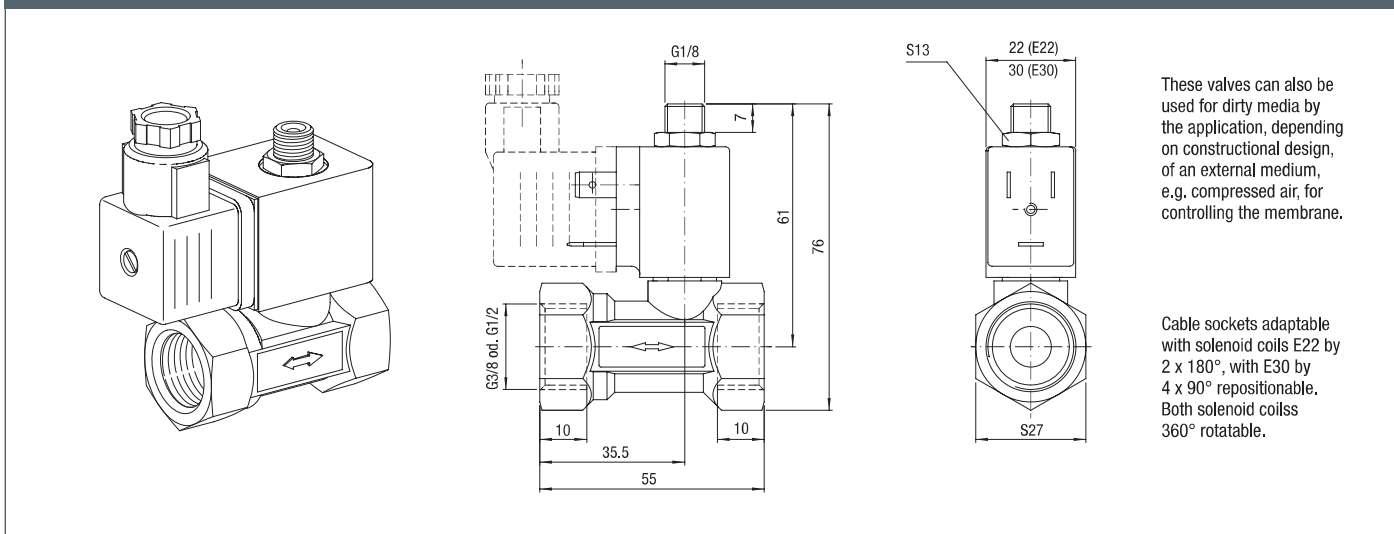 G1/8
7
61
76
G3/8 od. G1/2
10
10
35.5
55
S13
22 (E22)
30 (E30)
S27
These valves can also be
used for dirty media by
the application, depending
on constructional design,
of an external medium,
e.g. compressed air, for
controlling the membrane.
Cable sockets adaptable
with solenoid coils E22 by
2 x 180°, with E30 by
4 x 90° repositionable.
Both solenoid coilss
360° rotatable.